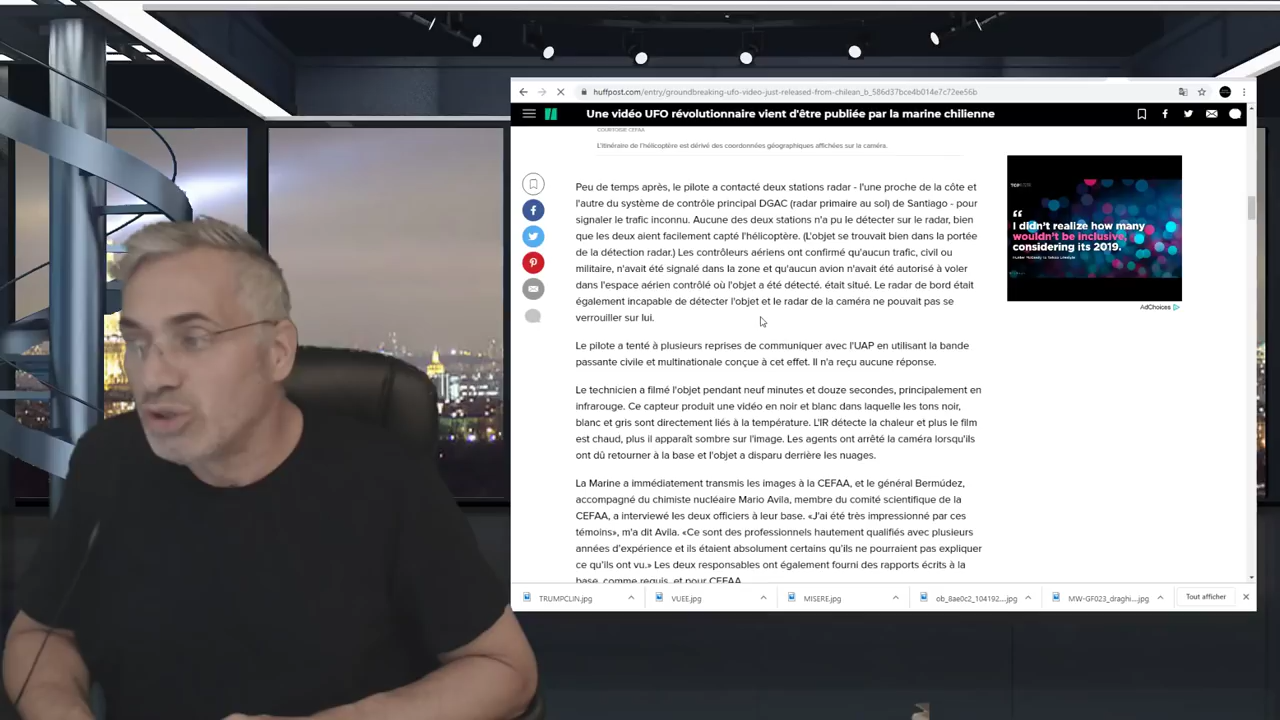 huffpost.com/entry/groundbreaking-ufo-video-just-released-from-chilean_b_586d37bce4b014e7c72ee56b
Une vidéo UFO révolutionnaire vient d'être publiée par la marine chilienne
COURTOISIE CEFAA
L'itinéraire de l'hélicoptère est dérivé des coordonnées géographiques affichées sur la caméra.
Peu de temps après, le pilote a contacté deux stations radar - l'une proche de la côte et
l'autre du système de contrôle principal DGAC (radar primaire au sol) de Santiago - pour
signaler le trafic inconnu. Aucune des deux stations n'a pu le détecter sur le radar, bien
que les deux aient facilement capté l'hélicoptère. (L'objet se trouvait bien dans la portée
de la détection radar.) Les contrôleurs aériens ont confirmé qu'aucun trafic, civil ou
militaire, n'avait été signalé dans la zone et qu'aucun avion n'avait été autorisé à voler
dans l'espace aérien contrôlé où l'objet a été détecté. était situé. Le radar de bord était
également incapable de détecter l'objet et le radar de la caméra ne pouvait pas se
verrouiller sur lui.
Le pilote a tenté à plusieurs reprises de communiquer avec l'UAP en utilisant la bande
passante civile et multinationale conçue à cet effet. Il n'a reçu aucune réponse.
Le technicien a filmé l'objet pendant neuf minutes et douze secondes, principalement en
infrarouge. Ce capteur produit une vidéo en noir et blanc dans laquelle les tons noir,
blanc et gris sont directement liés à la température. L'IR détecte la chaleur et plus le film
est chaud, plus il apparaît sombre sur l'image. Les agents ont arrêté la caméra lorsqu'ils
ont dû retourner à la base et l'objet a disparu derrière les nuages.
La Marine a immédiatement transmis les images à la CEFAA, et le général Bermúdez,
accompagné du chimiste nucléaire Mario Avila, membre du comité scientifique de la
CEFAA, a interviewé les deux officiers à leur base. «J'ai été très impressionné par ces
témoins», m'a dit Avila. «Ce sont des professionnels hautement qualifiés avec plusieurs
années d'expérience et ils étaient absolument certains qu'ils ne pourraient pas expliquer
ce qu'ils ont vu.» Les deux responsables ont également fourni des rapports écrits à la
base, comme requis, et pour CEFAA.
“
I didn't realize how many
wouldn't be inclusive,
considering its 2019.
AdChoices
TRUMPCLIN.jpg
VUEE.jpg
MISERE.jpg
ob_8ae0c2_104192....jpg
MW-GF023_draghi....jpg
Tout afficher